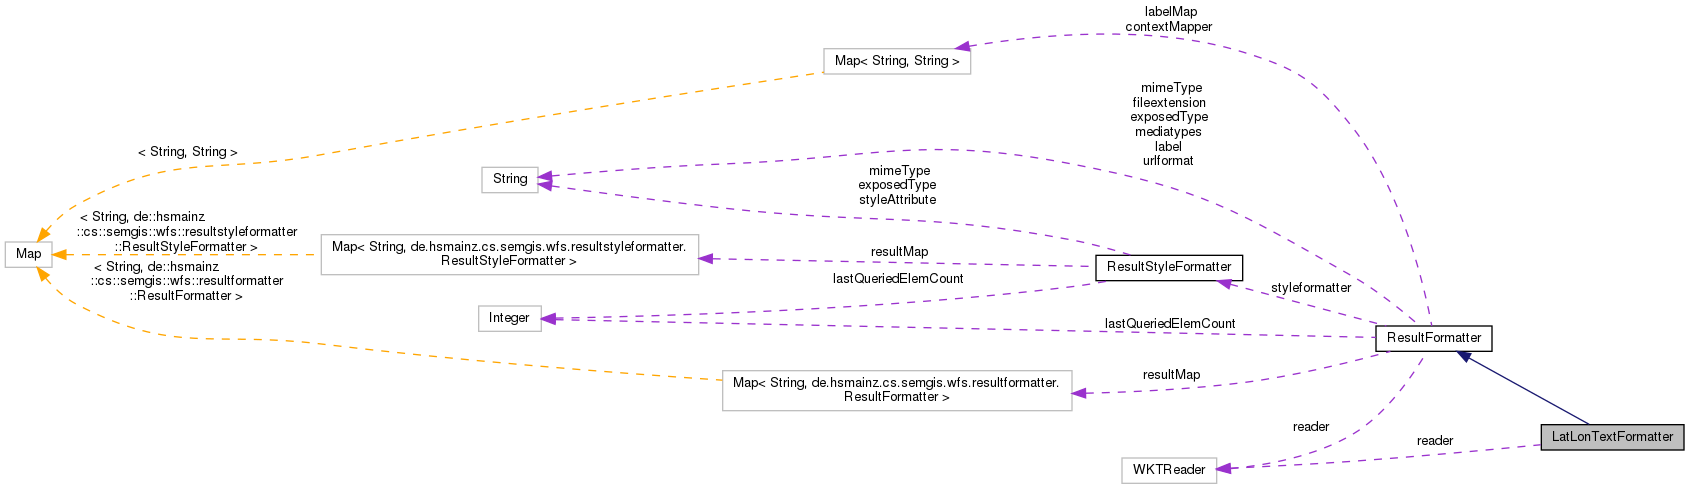 labelMap
contextMapper
Map< String, String >
mimeType
fileextension
exposedType
mediatypes
label
urlformat
< String, String >
String
mimeType
exposedType
styleAttribute
< String, de::hsmainz
::cs::semgis::wfs::resultstyleformatter
::ResultStyleFormatter >
Map
Map< String, de.hsmainz.cs.semgis.wfs.resultstyleformatter.
ResultStyleFormatter >
resultMap
ResultStyleFormatter
< String, de::hsmainz
::cs::semgis::wfs::resultformatter
::ResultFormatter >
lastQueriedElemCount
styleformatter
Integer
lastQueriedElemCount
ResultFormatter
Map< String, de.hsmainz.cs.semgis.wfs.resultformatter.
ResultFormatter >
resultMap
reader
reader
LatLonTextFormatter
WKTReader